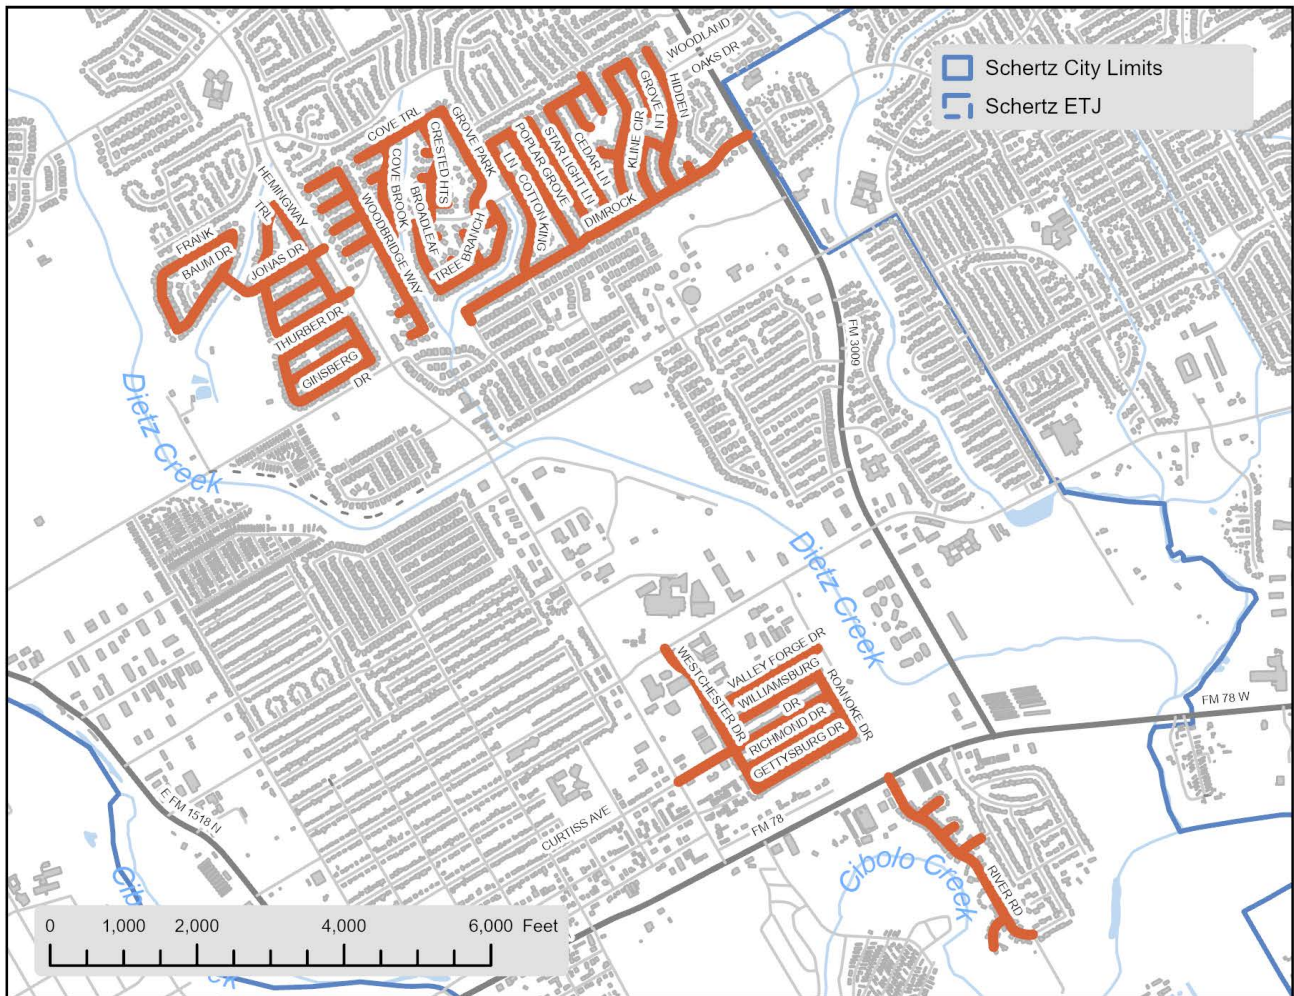 WOODLAND
OAKS DR
Schertz City Limits
Schertz ETJ
HIDDEN
GROVE LN
KLINE CIR
CEDAR LN
STAR LIGHT LN
POPLAR GROVE
LN
COTTON KING
DIMROCK
COVE TRL
GROVE PARK
CRESTED HTS
COVE BROOK
BROADLEAF
TREE BRANCH
WOODBRIDGE WAY
HEMINGWAY
TRL
FRANK
BAUM DR
JONAS DR
THURBER DR
GINSBERG
DR
FM 3009
Dietz Creek
Dietz Creek
VALLEY FORGE DR
WILLIAMSBURG
DR
WESTCHESTER DR
ROANOKE DR
RICHMOND DR
GETTYSBURG DR
FM 78 W
E FM 1518 N
CURTISS AVE
FM 78
Cibolo Creek
RIVER RD
0 1,000 2,000 4,000 6,000 Feet